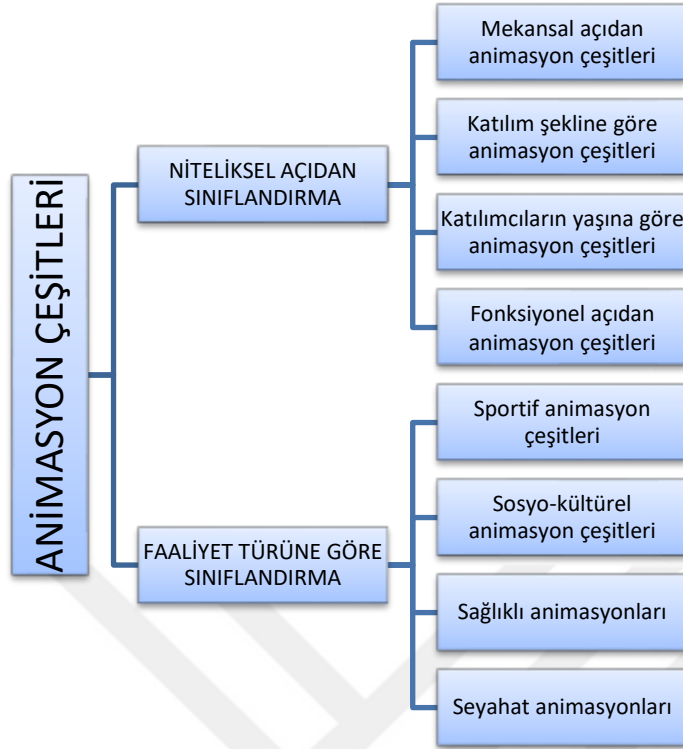 ANİMASYON ÇEŞİTLERİ
NİTELİKSEL AÇIDAN
SINIFLANDIRMA
Mekansal açıdan
animasyon çeşitleri
Katılım şekline göre
animasyon çeşitleri
Katılımcıların yaşına göre
animasyon çeşitleri
Fonksiyonel açıdan
animasyon çeşitleri
FAALİYET TÜRÜNE GÖRE
SINIFLANDIRMA
Sportif animasyon
çeşitleri
Sosyo-kültürel
animasyon çeşitleri
Sağlıklı animasyonları
Seyahat animasyonları